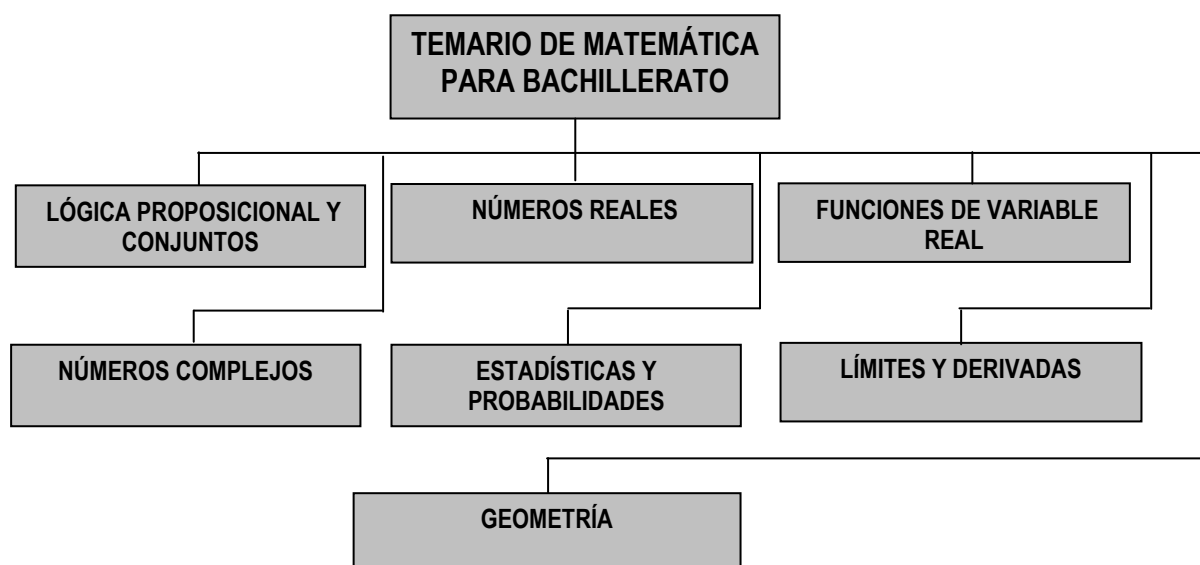 TEMARIO DE MATEMÁTICA
PARA BACHILLERATO
LÓGICA PROPOSICIONAL Y
CONJUNTOS
NÚMEROS REALES
FUNCIONES DE VARIABLE
REAL
NÚMEROS COMPLEJOS
ESTADÍSTICAS Y
PROBABILIDADES
LÍMITES Y DERIVADAS
GEOMETRÍA